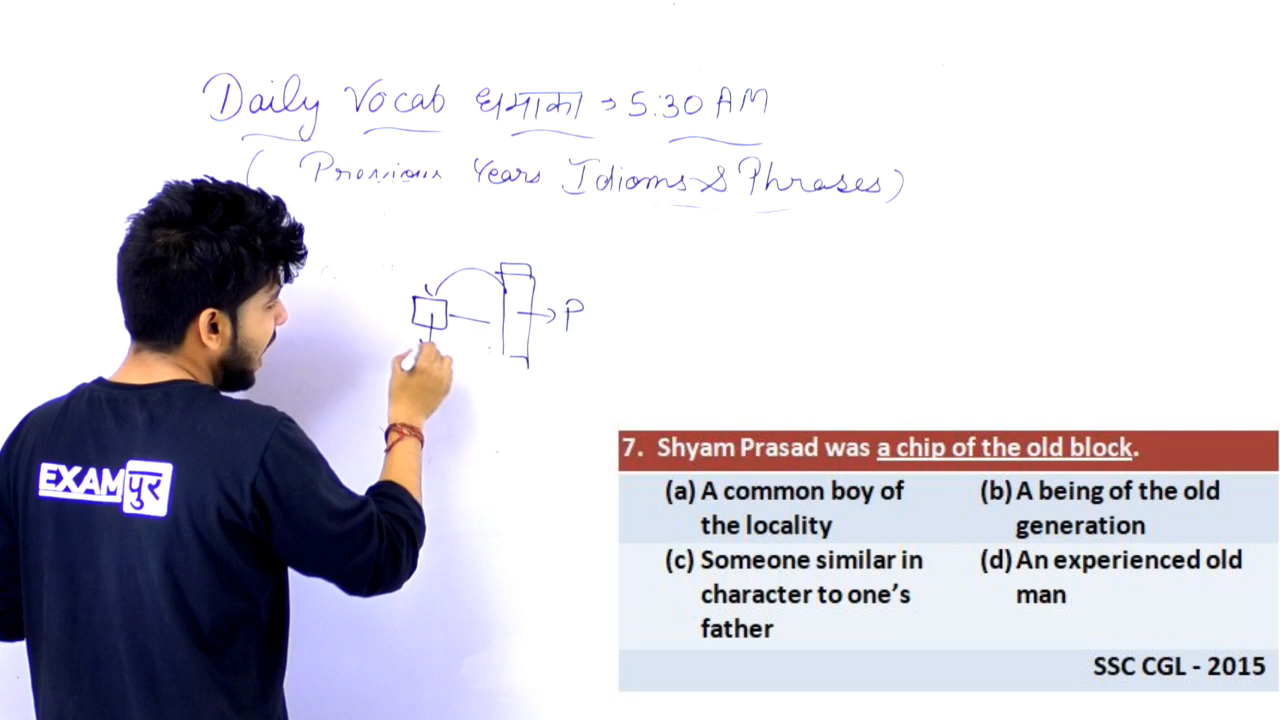 Daily Vocab धमाका → 5:30 AM
( Previous Years Idioms & Phrases)
P
EXAMपुर
7. Shyam Prasad was a chip of the old block.
(a) A common boy of the locality
(b) A being of the old generation
(c) Someone similar in character to one's father
(d) An experienced old man
SSC CGL - 2015